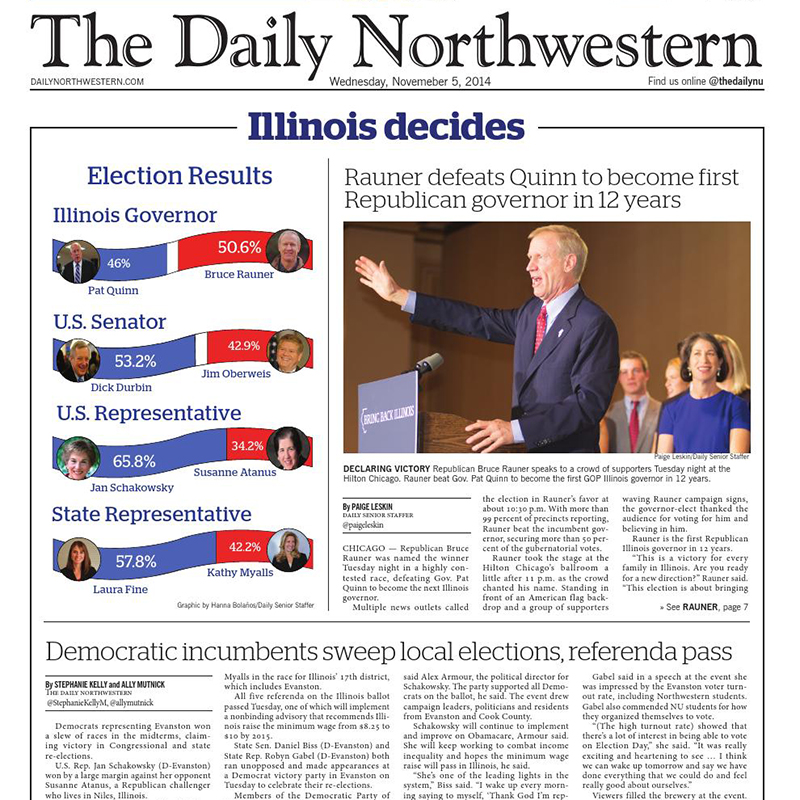 The Daily Northwestern
DAILYNORTHWESTERN.COM
Wednesday, Novemeber 5, 2014
Find us online @thedailynu
Illinois decides
Election Results
Illinois Governor
46%
50.6%
Pat Quinn
Bruce Rauner
U.S. Senator
53.2%
42.9%
Dick Durbin
Jim Oberweis
U.S. Representative
65.8%
34.2%
Jan Schakowsky
Susanne Atanus
State Representative
57.8%
42.2%
Laura Fine
Kathy Myalls
Graphic by Hanna Bolaños/Daily Senior Staffer
Rauner defeats Quinn to become first
Republican governor in 12 years
BRING BACK ILLINOIS
Paige Leskin/Daily Senior Staffer
DECLARING VICTORY Republican Bruce Rauner speaks to a crowd of supporters Tuesday night at the
Hilton Chicago. Rauner beat Gov. Pat Quinn to become the first GOP Illinois governor in 12 years.
By PAIGE LESKIN
DAILY SENIOR STAFFER
@paigeleskin
CHICAGO — Republican Bruce
Rauner was named the winner
Tuesday night in a highly con-
tested race, defeating Gov. Pat
Quinn to become the next Illinois
governor.
Multiple news outlets called
the election in Rauner's favor at
about 10:30 p.m. With more than
99 percent of precincts reporting,
Rauner beat the incumbent gov-
ernor, securing more than 50 per-
cent of the gubernatorial votes.
Rauner took the stage at the
Hilton Chicago's ballroom a
little after 11 p.m. as the crowd
chanted his name. Standing in
front of an American flag back-
drop and a group of supporters
waving Rauner campaign signs,
the governor-elect thanked the
audience for voting for him and
believing in him.
Rauner is the first Republican
Illinois governor in 12 years.
"This is a victory for every
family in Illinois. Are you ready
for a new direction?" Rauner said.
"This election is about bringing
» See RAUNER, page 7
Democratic incumbents sweep local elections, referenda pass
By STEPHANIE KELLY and ALLY MUTNICK
THE DAILY NORTHWESTERN
@StephanieKellyM, @allymutnick
Democrats representing Evanston won
a slew of races in the midterms, claim-
ing victory in Congressional and state
re-elections.
U.S. Rep. Jan Schakowsky (D-Evanston)
won by a large margin against her opponent
Susanne Atanus, a Republican challenger
who lives in Niles, Illinois.
Myalls in the race for Illinois' 17th district,
which includes Evanston.
All five referenda on the Illinois ballot
passed Tuesday, one of which will implement
a nonbinding advisory that recommends Illi-
nois raise the minimum wage from $8.25 to
$10 by 2015.
State Sen. Daniel Biss (D-Evanston) and
State Rep. Robyn Gabel (D-Evanston) both
ran unopposed and made appearances at
a Democrat victory party in Evanston on
Tuesday to celebrate their re-elections.
Members of the Democratic Party of
said Alex Armour, the political director for
Schakowsky. The party supported all Demo-
crats on the ballot, he said. The event drew
campaign leaders, politicians and residents
from Evanston and Cook County.
Schakowsky will continue to implement
and improve on Obamacare, Armour said.
She will keep working to combat income
inequality and hopes the minimum wage
raise will pass in Illinois, he said.
"She's one of the leading lights in the
system," Biss said. "I wake up every morn-
ing saying to myself, 'Thank God I'm rep-
Gabel said in a speech at the event she
was impressed by the Evanston voter turn-
out rate, including Northwestern students.
Gabel also commended NU students for how
they organized themselves to vote.
"(The high turnout rate) showed that
there's a lot of interest in being able to vote
on Election Day," she said. "It was really
exciting and heartening to see ... I think
we can wake up tomorrow and say we have
done everything that we could do and feel
really good about ourselves."
Viewers filled the brewery at the event.